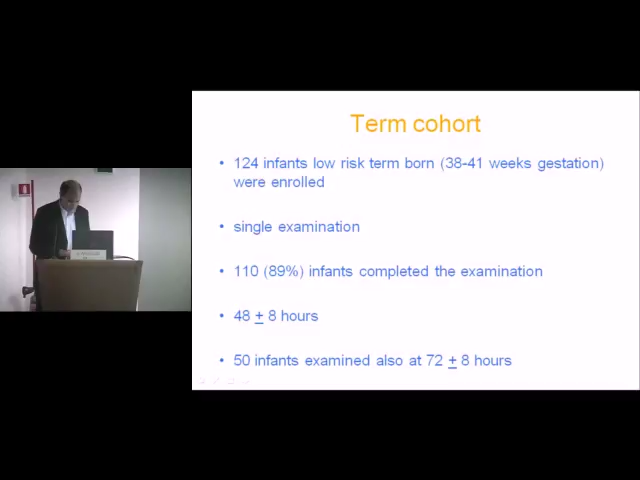 Term cohort
• 124 infants low risk term born (38-41 weeks gestation)
were enrolled
• single examination
• 110 (89%) infants completed the examination
• 48 ± 8 hours
• 50 infants examined also at 72 ± 8 hours